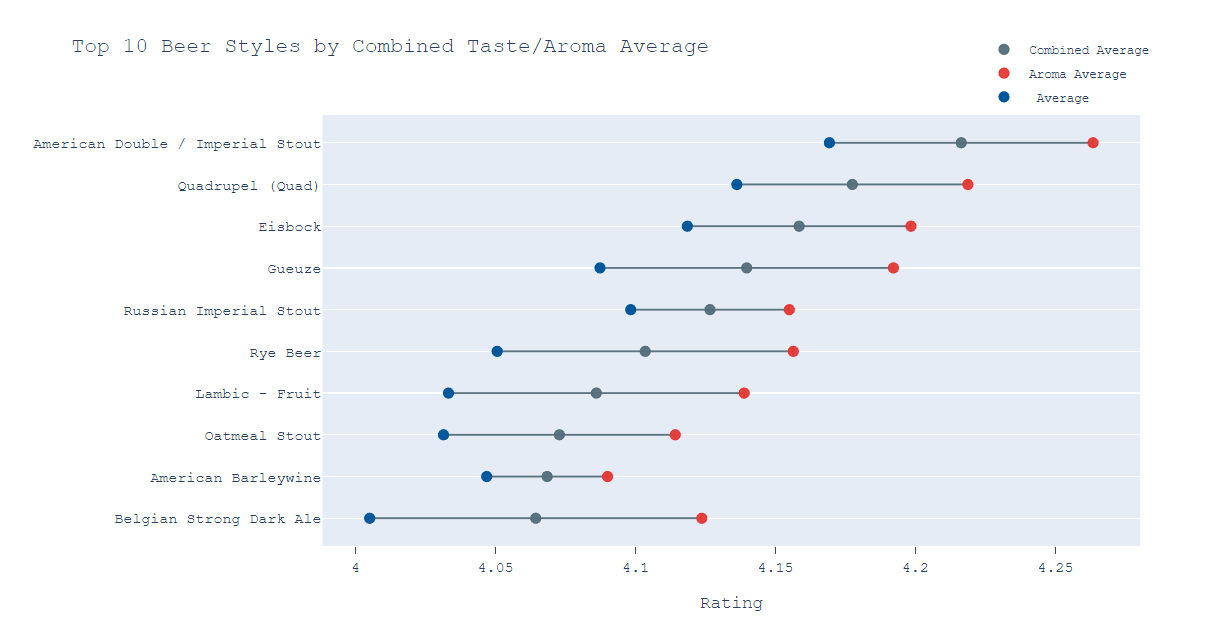 Top 10 Beer Styles by Combined Taste/Aroma Average
Combined Average
Aroma Average
Average
American Double / Imperial Stout
Quadrupel (Quad)
Eisbock
Gueuze
Russian Imperial Stout
Rye Beer
Lambic - Fruit
Oatmeal Stout
American Barleywine
Belgian Strong Dark Ale
4 4.05 4.1 4.15 4.2 4.25
Rating